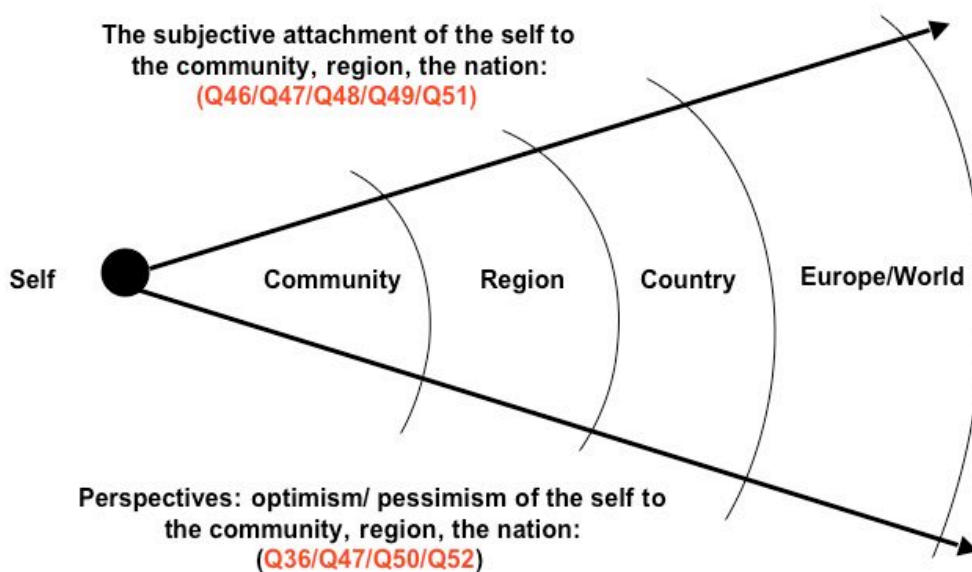 The subjective attachment of the self to
the community, region, the nation:
(Q46/Q47/Q48/Q49/Q51)
Self
Community
Region
Country
Europe/World
Perspectives: optimism/ pessimism of the self to
the community, region, the nation:
(Q36/Q47/Q50/Q52)